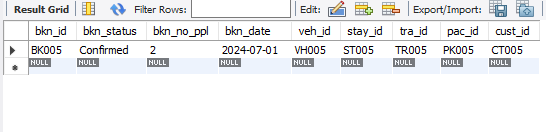 Result Grid Filter Rows: Edit: Export/Import:
bkn_id bkn_status bkn_no_ppl bkn_date veh_id stay_id tra_id pac_id cust_id
BK005 Confirmed 2 2024-07-01 VH005 ST005 TR005 PK005 CT005
NULL NULL NULL NULL NULL NULL NULL NULL NULL